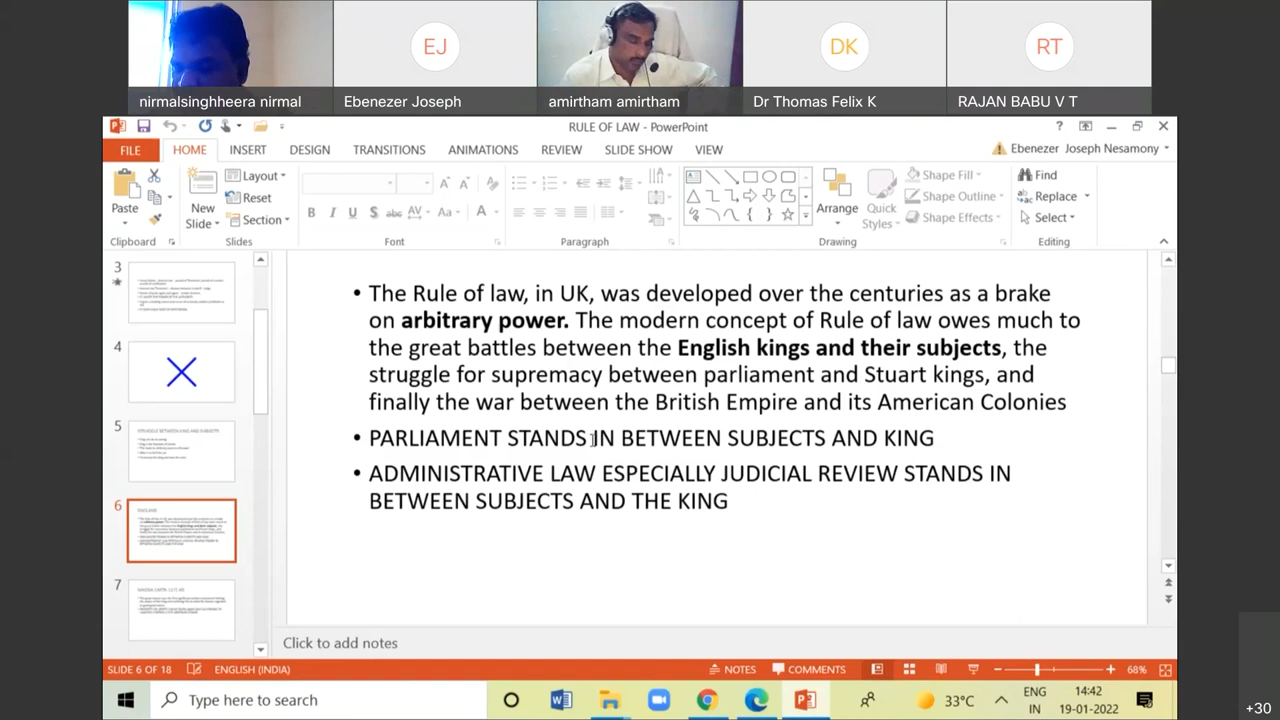 EJ
DK
RT
nirmalsinghheera nirmal
Ebenezer Joseph
amirtham amirtham
Dr Thomas Felix K
RAJAN BABU V T
RULE OF LAW - PowerPoint
?
FILE
HOME
INSERT
DESIGN
TRANSITIONS
ANIMATIONS
REVIEW
SLIDE SHOW
VIEW
Ebenezer Joseph Nesamony
Paste
New
Slide
Layout
Reset
Section
B I U S abc AV Aa A
Arrange
Quick
Styles
Shape Fill
Shape Outline
Shape Effects
Find
Replace
Select
Clipboard
Slides
Font
Paragraph
Drawing
Editing
3
4
5
6
7
• The Rule of law, in UK, was developed over the centuries as a brake
on arbitrary power. The modern concept of Rule of law owes much to
the great battles between the English kings and their subjects, the
struggle for supremacy between parliament and Stuart kings, and
finally the war between the British Empire and its American Colonies
• PARLIAMENT STANDS IN BETWEEN SUBJECTS AND KING
• ADMINISTRATIVE LAW ESPECIALLY JUDICIAL REVIEW STANDS IN
BETWEEN SUBJECTS AND THE KING
Click to add notes
SLIDE 6 OF 18
ENGLISH (INDIA)
NOTES
COMMENTS
68%
Type here to search
33°C
ENG
IN
14:42
19-01-2022
+30